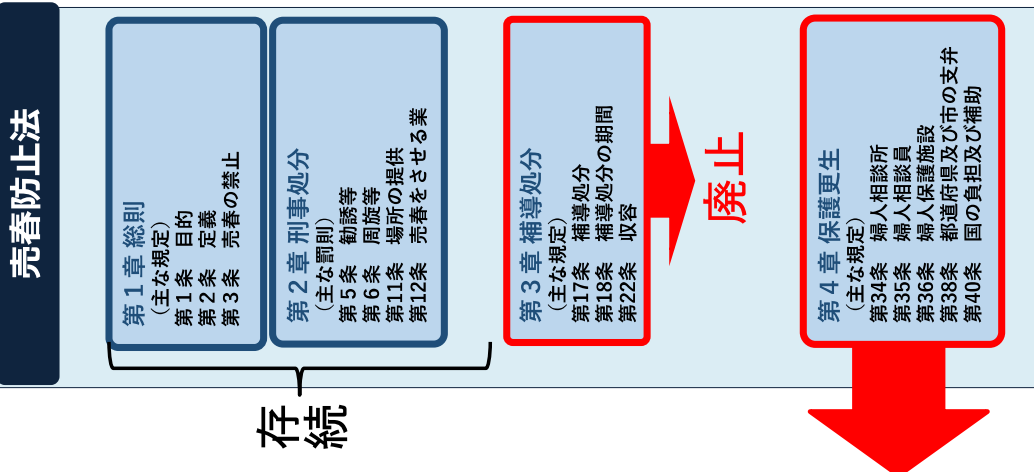 売春防止法
第１章 総則
（主な規定）
第１条　目的
第２条　定義
第３条　売春の禁止
第２章 刑事処分
（主な罰則）
第５条　勧誘等
第６条　周旋等
第11条　場所の提供
第12条　売春をさせる業
存続
第３章 補導処分
（主な規定）
第17条　補導処分
第18条　補導処分の期間
第22条　収容
廃止
第４章 保護更生
（主な規定）
第34条　婦人相談所
第35条　婦人相談員
第36条　婦人保護施設
第38条　都道府県及び市の支弁
第40条　国の負担及び補助